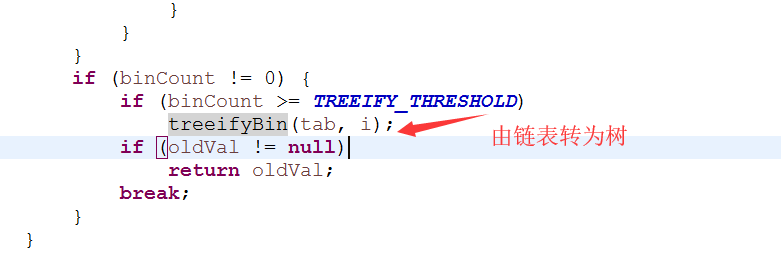 }
}
}
if (binCount != 0) {
if (binCount >= TREEIFY_THRESHOLD)
treeifyBin(tab, i);
由链表转为树
if (oldVal != null)
return oldVal;
break;
}
}